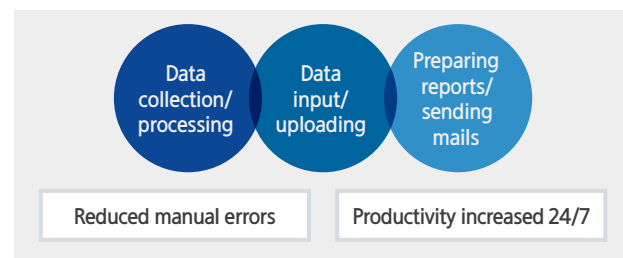 Data
collection/
processing
Data
input/
uploading
Preparing
reports/
sending
mails
Reduced manual errors
Productivity increased 24/7